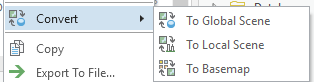 Convert
To Global Scene
To Local Scene
To Basemap
Copy
Export To File...